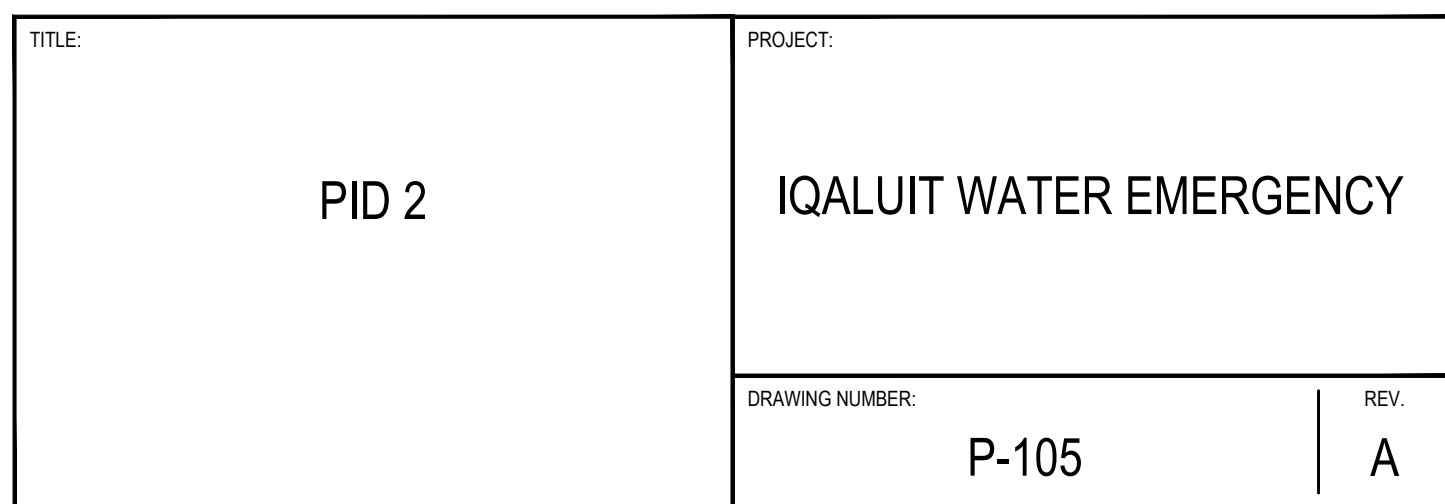 TITLE:
PID 2
PROJECT:
IQALUIT WATER EMERGENCY
DRAWING NUMBER:
P-105
REV.
A